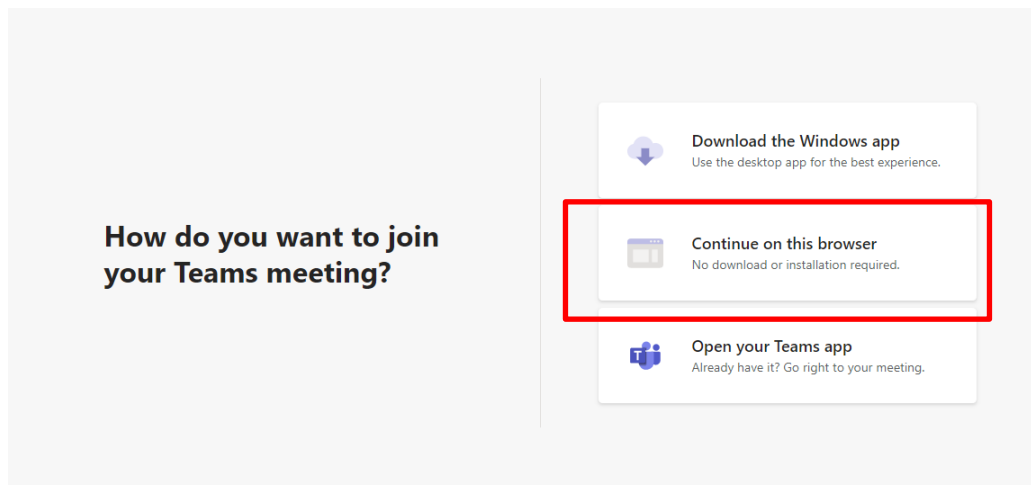 How do you want to join
your Teams meeting?
Download the Windows app
Use the desktop app for the best experience.
Continue on this browser
No download or installation required.
Open your Teams app
Already have it? Go right to your meeting.